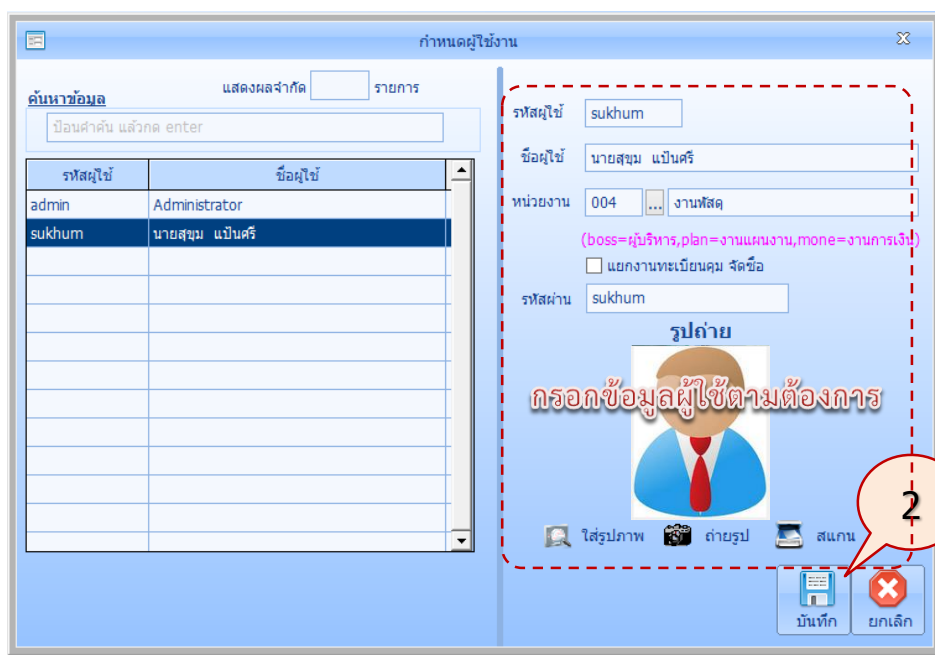 กำหนดผู้ใช้งาน
แสดงผลจำกัด รายการ
ค้นหาข้อมูล
ป้อนคำค้น แล้วกด enter
รหัสผู้ใช้ ชื่อผู้ใช้
admin Administrator
sukhum นายสุขุม แป้นศรี
รหัสผู้ใช้ sukhum
ชื่อผู้ใช้ นายสุขุม แป้นศรี
หน่วยงาน 004 ... งานพัสดุ
(boss=ผู้บริหาร,plan=งานแผนงาน,mone=งานการเงิน)
แยกงานทะเบียนคุม จัดซื้อ
รหัสผ่าน sukhum
รูปถ่าย
กรอกข้อมูลผู้ใช้ตามต้องการ
2
ใส่รูปภาพ ถ่ายรูป สแกน
บันทึก ยกเลิก